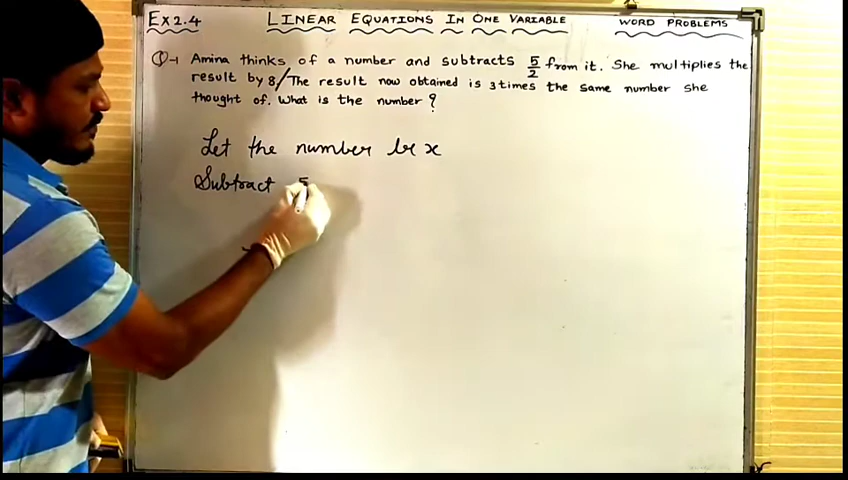 Ex 2.4 LINEAR EQUATIONS IN ONE VARIABLE WORD PROBLEMS
Q-1 Amina thinks of a number and subtracts 5/2 from it. She multiplies the
result by 8/The result now obtained is 3 times the same number she
thought of. What is the number?
Let the number be x
Subtract 5